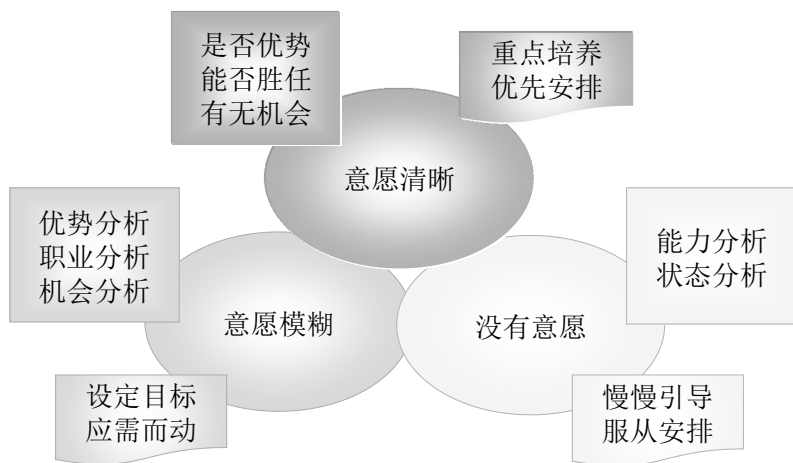 是否优势
能否胜任
有无机会
重点培养
优先安排
意愿清晰
优势分析
职业分析
机会分析
能力分析
状态分析
意愿模糊
没有意愿
设定目标
应需而动
慢慢引导
服从安排